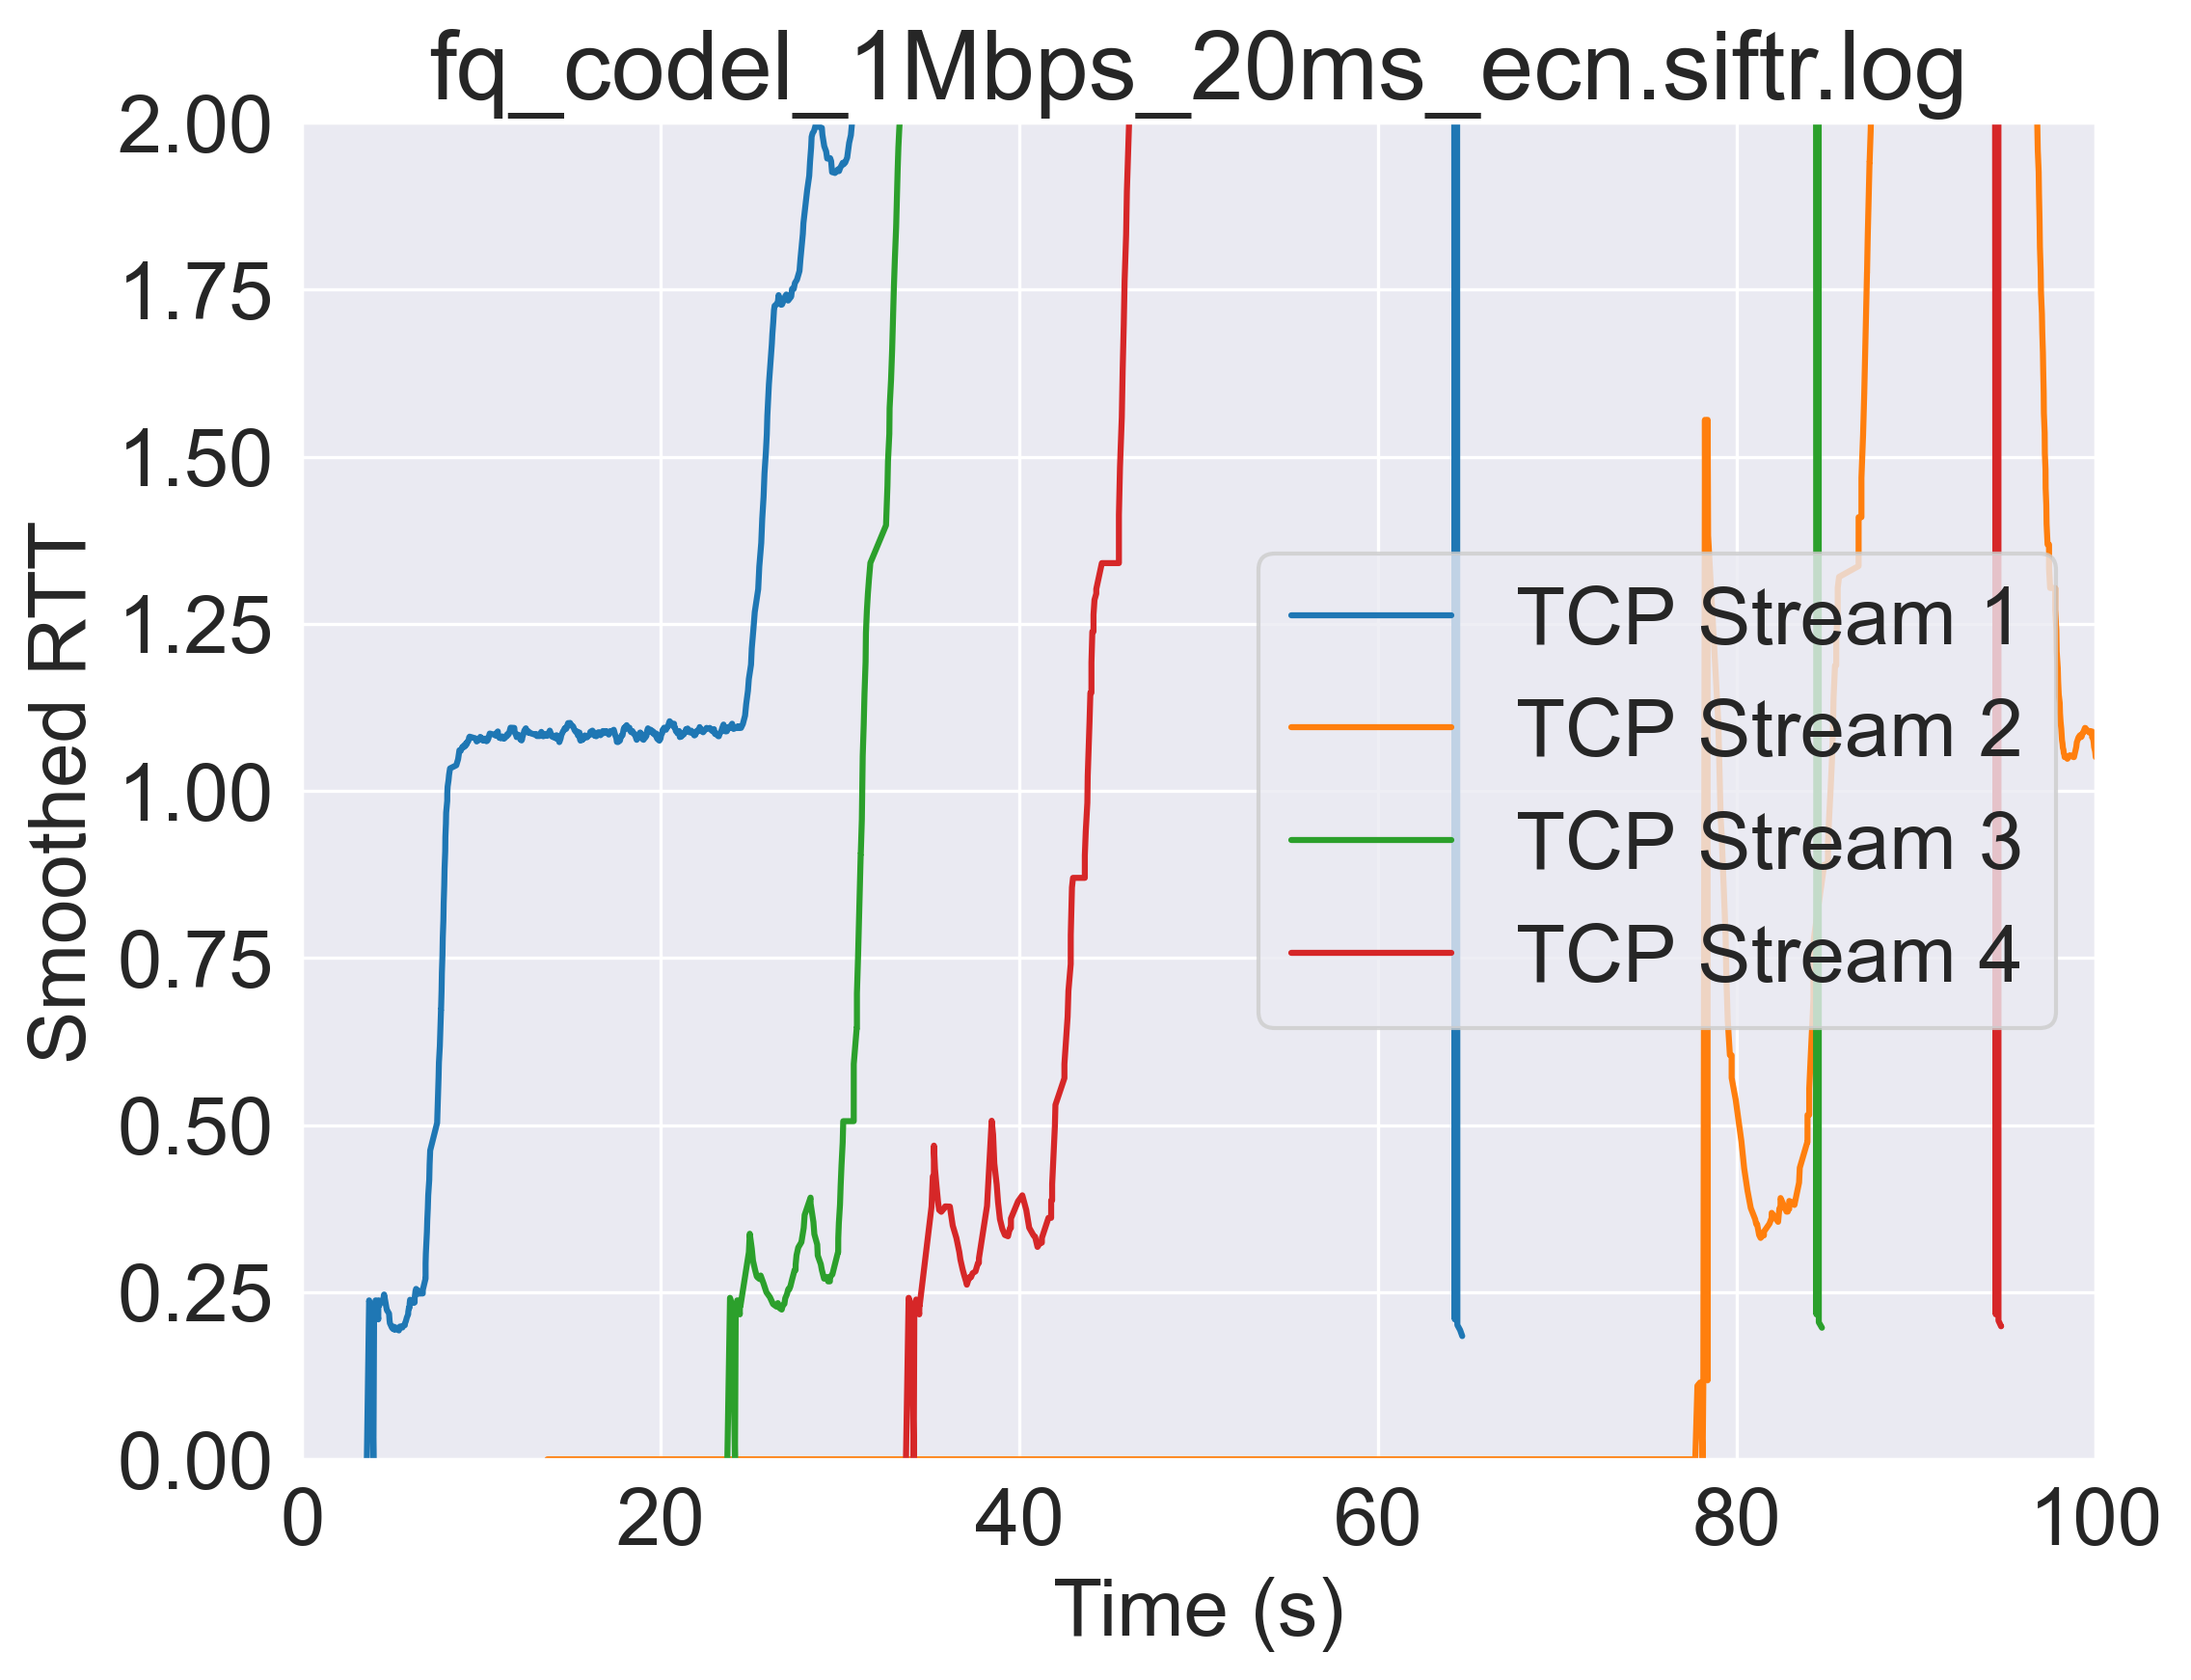 fq_codel_1Mbps_20ms_ecn.siftr.log
2.00
1.75
1.50
1.25
1.00
0.75
0.50
0.25
0.00
Smoothed RTT
TCP Stream 1
TCP Stream 2
TCP Stream 3
TCP Stream 4
0 20 40 60 80 100
Time (s)